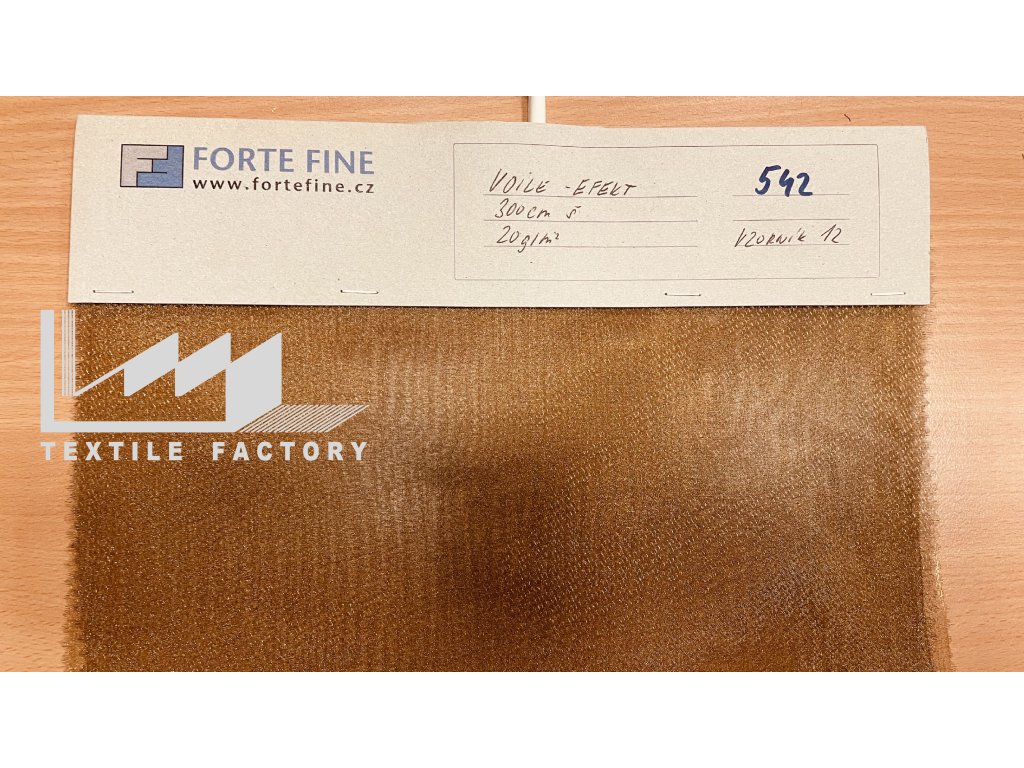 FORTE FINE
www.fortefine.cz
VOILE - EFEKT
300cm š
20g/m²
542
VZORNÍK 12
TEXTILE FACTORY